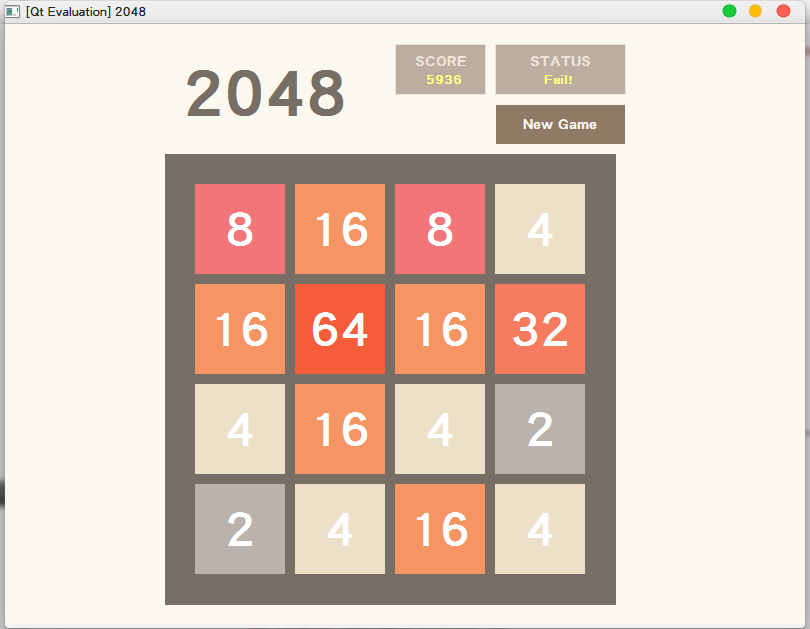 [Qt Evaluation] 2048
2048
SCORE
5936
STATUS
Fail!
New Game
8 16 8 4
16 64 16 32
4 16 4 2
2 4 16 4